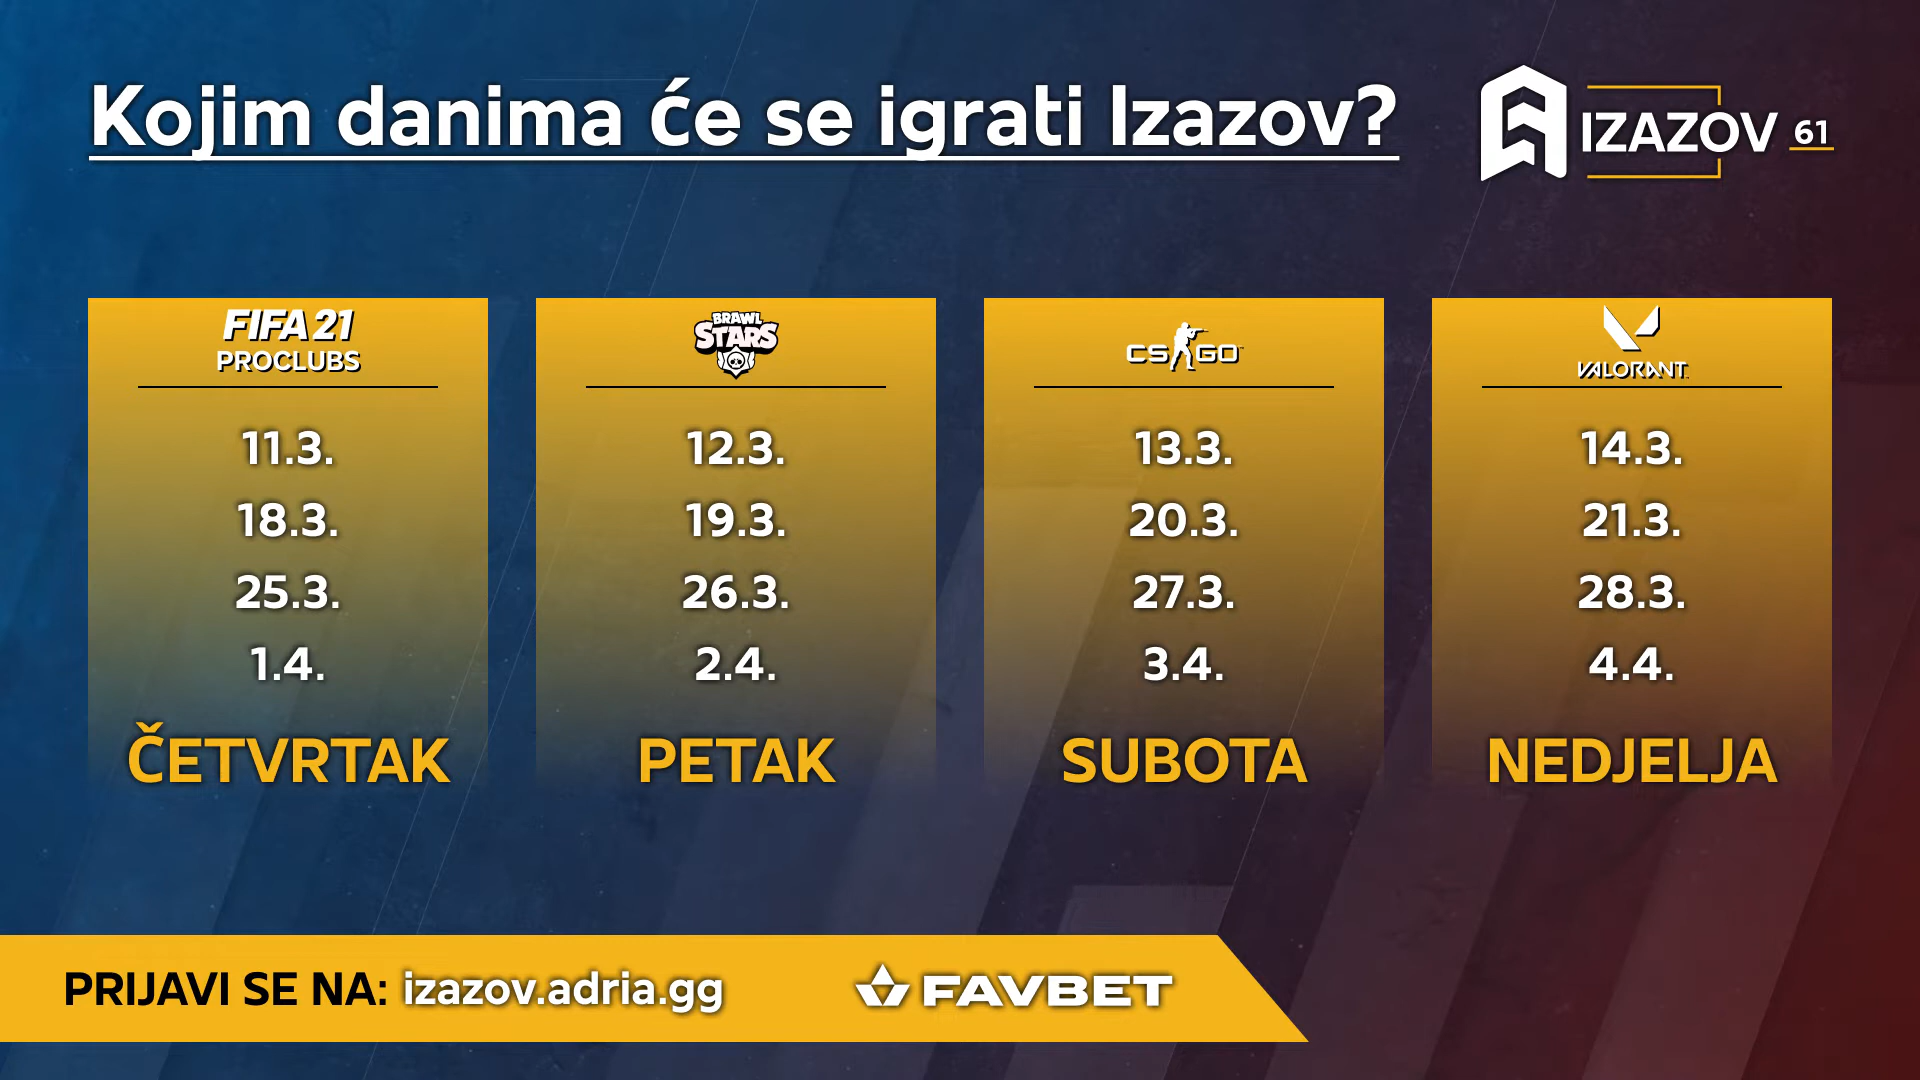 Kojim danima će se igrati Izazov?
IZAZOV 61
FIFA 21
PROCLUBS
11.3.
18.3.
25.3.
1.4.
ČETVRTAK
BRAWL
STARS
12.3.
19.3.
26.3.
2.4.
PETAK
CS GO
13.3.
20.3.
27.3.
3.4.
SUBOTA
VALORANT
14.3.
21.3.
28.3.
4.4.
NEDJELJA
PRIJAVI SE NA: izazov.adria.gg
FAVBET